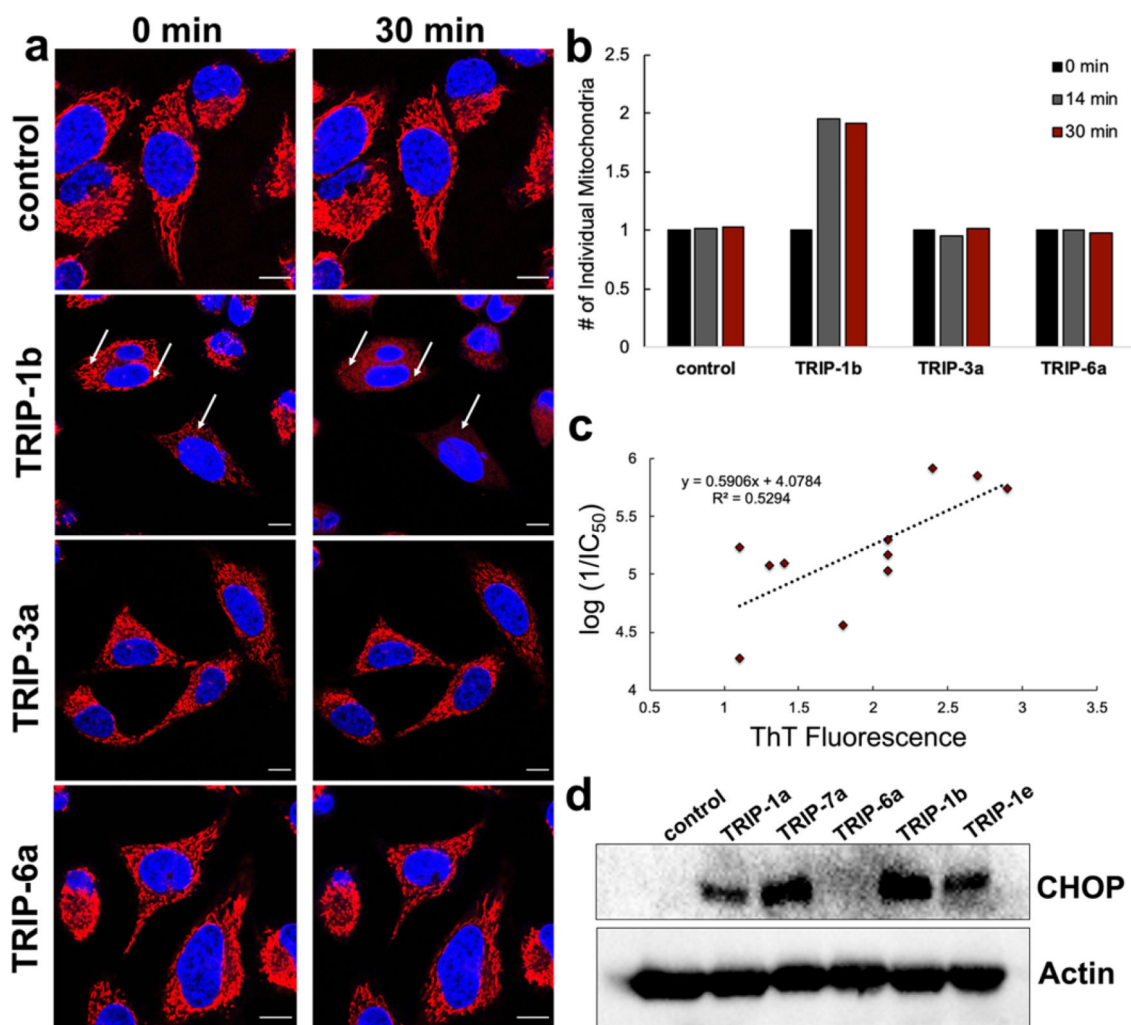 a
0 min
30 min
control
TRIP-1b
TRIP-3a
TRIP-6a
b
# of Individual Mitochondria
2.5
2
1.5
1
0.5
0
0 min
14 min
30 min
control
TRIP-1b
TRIP-3a
TRIP-6a
c
log (1/IC50)
6
5.5
5
4.5
4
y = 0.5906x + 4.0784
R² = 0.5294
0.5
1
1.5
2
2.5
3
3.5
ThT Fluorescence
d
control
TRIP-1a
TRIP-7a
TRIP-6a
TRIP-1b
TRIP-1e
CHOP
Actin